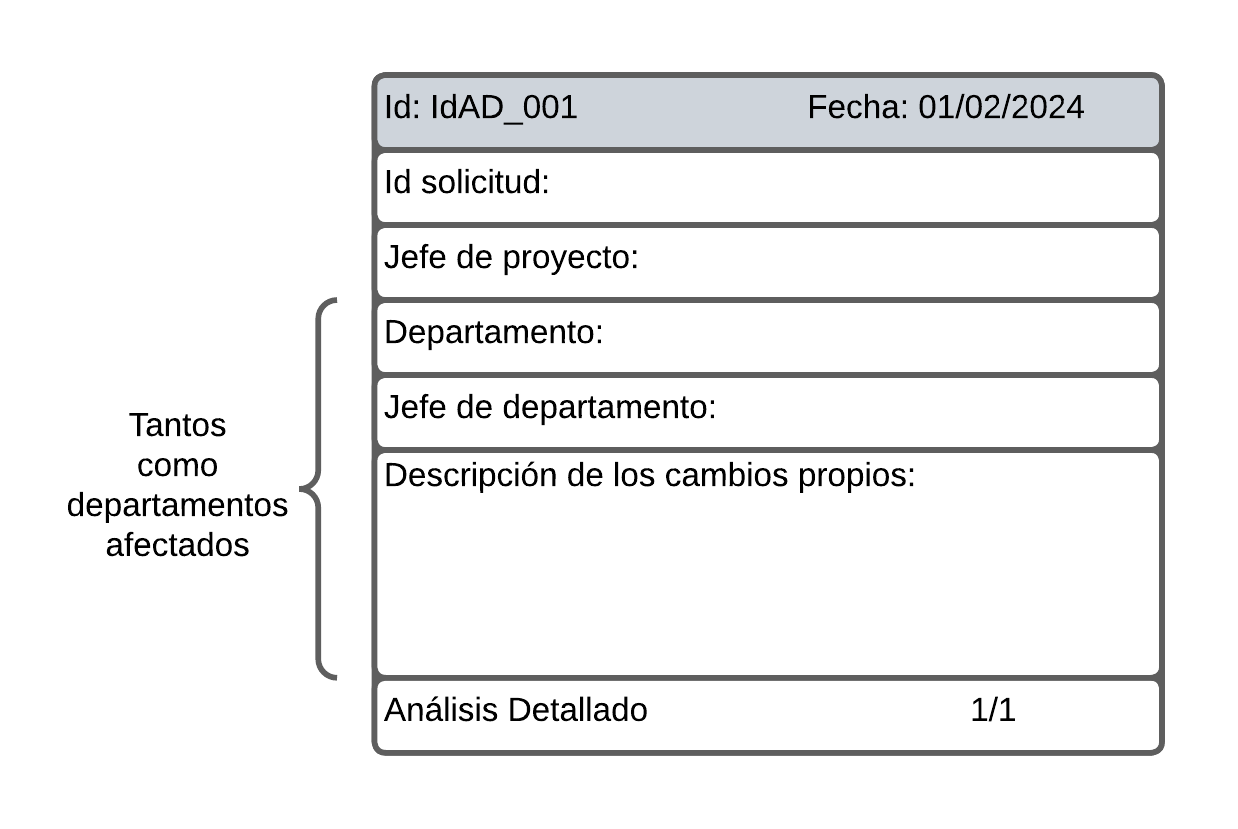 Id: IdAD_001 Fecha: 01/02/2024
Id solicitud:
Jefe de proyecto:
Departamento:
Jefe de departamento:
Descripción de los cambios propios:
Tantos
como
departamentos
afectados
Análisis Detallado 1/1